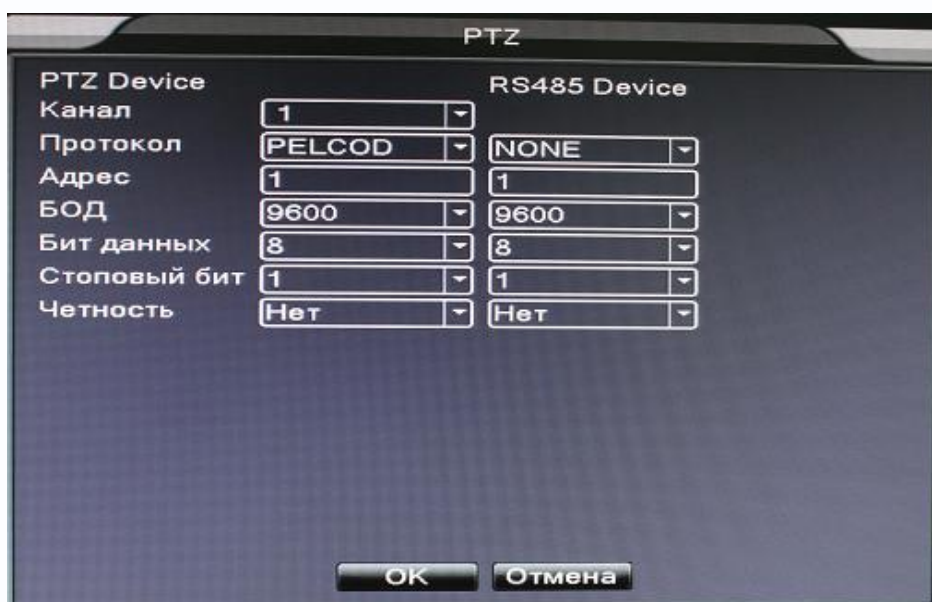 PTZ
PTZ Device RS485 Device
Канал 1
Протокол PELCOD NONE
Адрес 1 1
БОД 9600 9600
Бит данных 8 8
Стоповый бит 1 1
Четность Нет Нет
OK Отмена